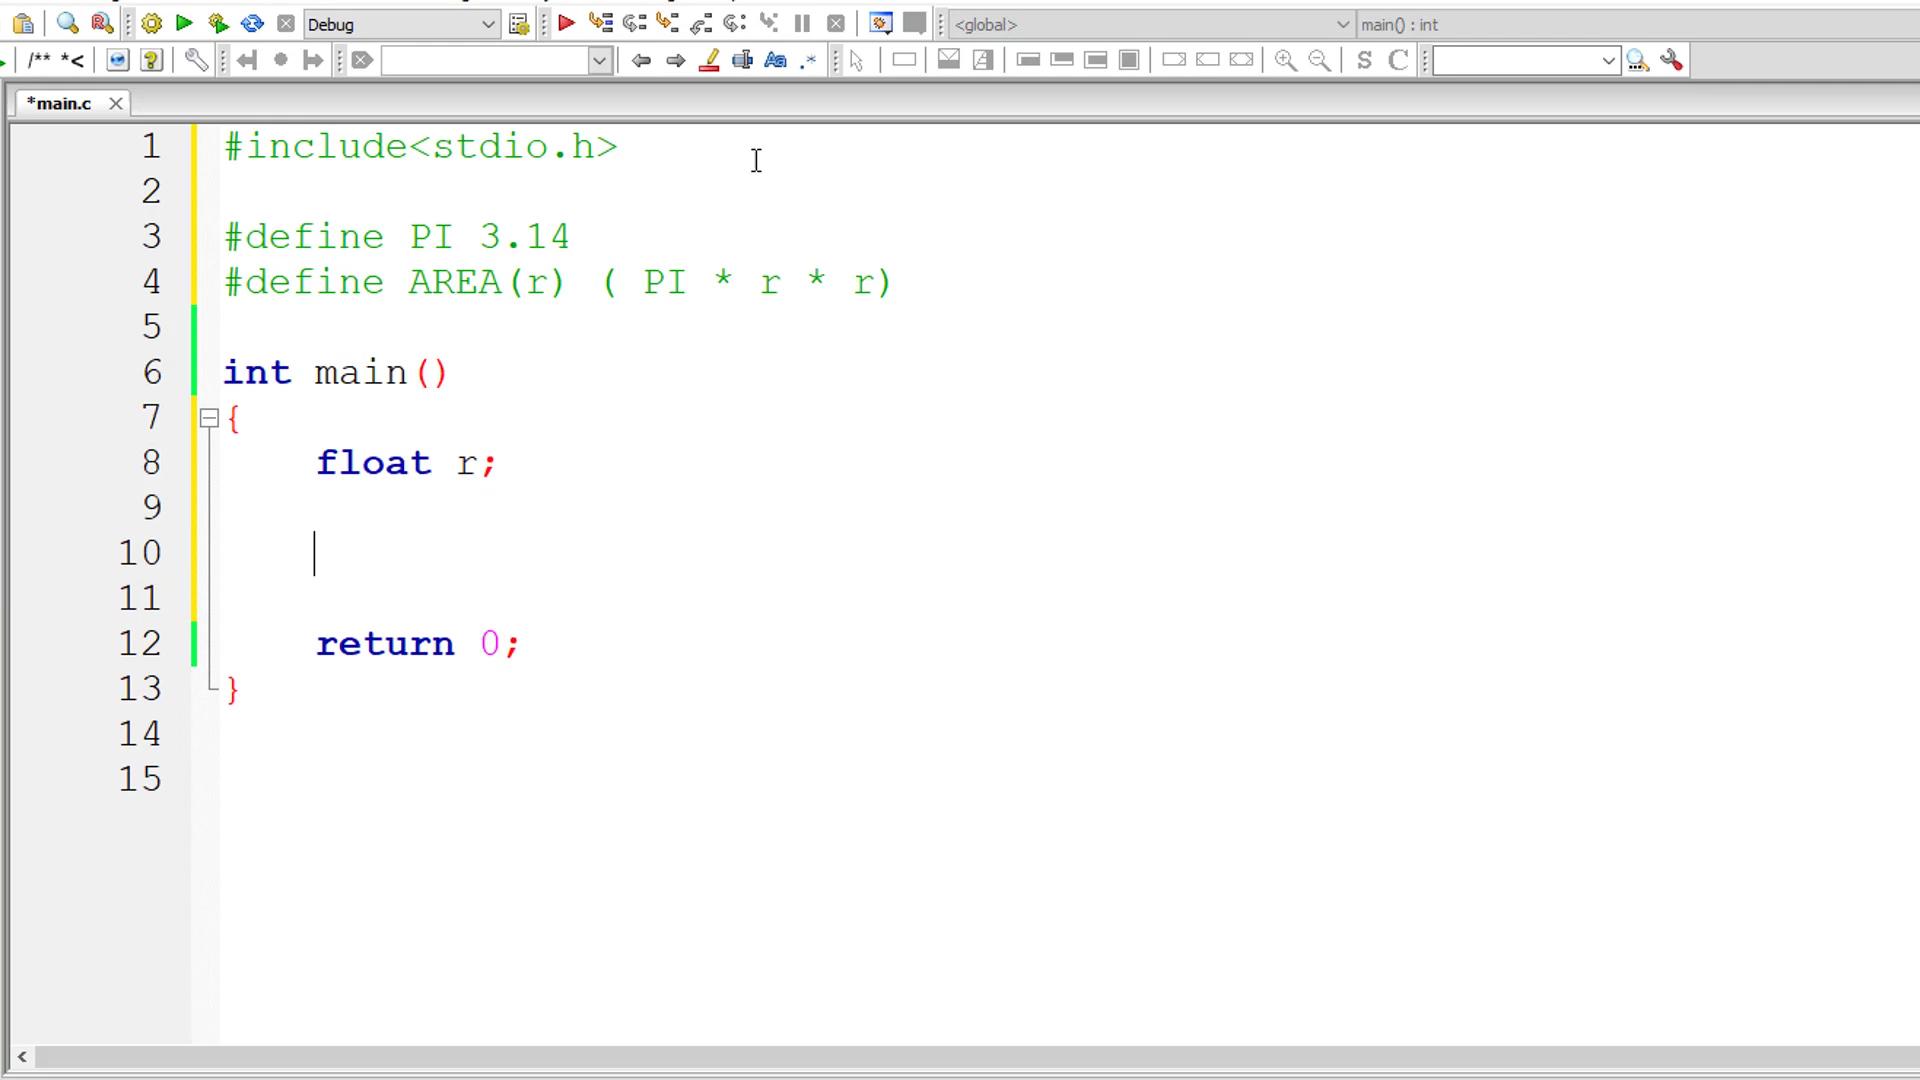 Debug
<global>
main() : int
/** *<
Aa
.*
S
C
*main.c
1 #include<stdio.h>
2
3 #define PI 3.14
4 #define AREA(r) ( PI * r * r)
5
6 int main()
7 {
8 float r;
9
10
11
12 return 0;
13 }
14
15